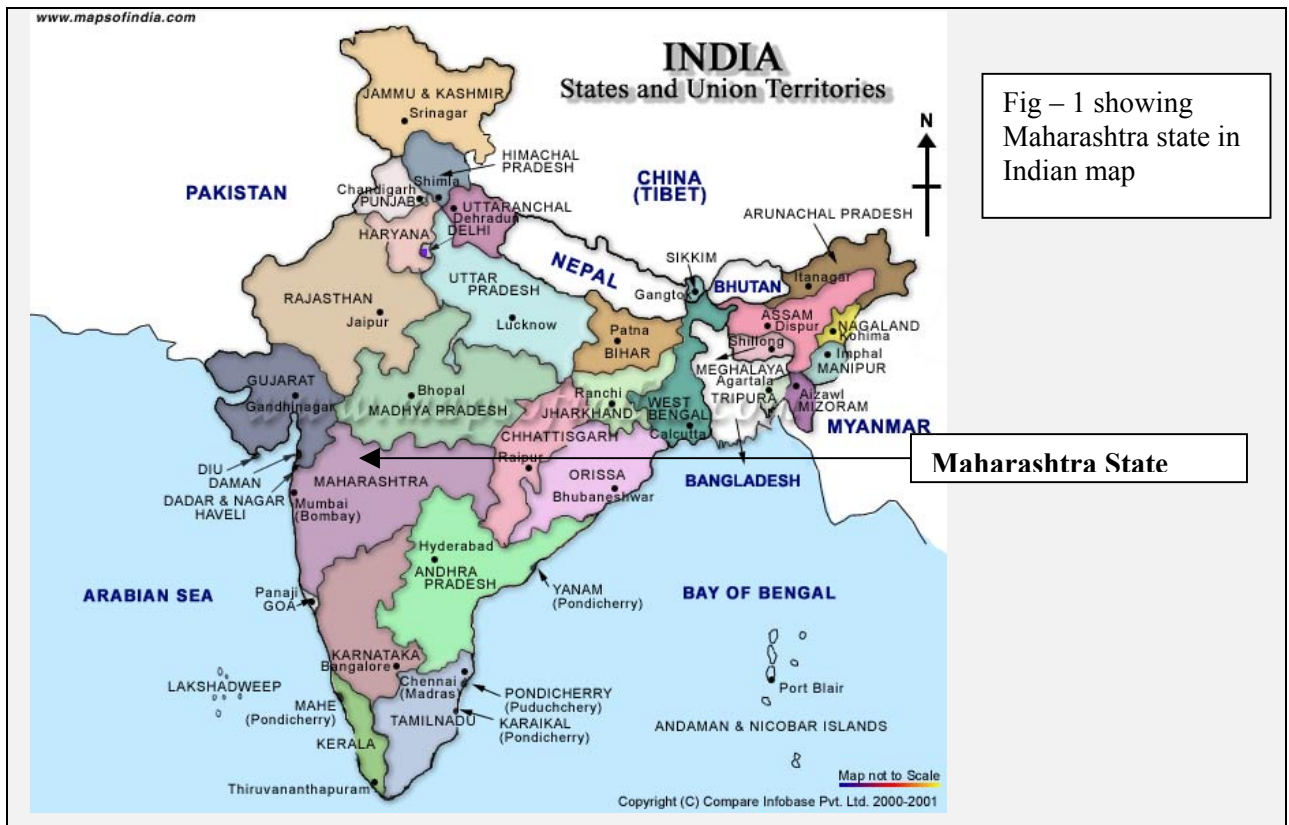 www.mapsofindia.com
INDIA
States and Union Territories
Fig – 1 showing
Maharashtra state in
Indian map
N
JAMMU & KASHMIR
Srinagar
HIMACHAL
PRADESH
PAKISTAN
CHINA
(TIBET)
Shimla
Chandigarh
PUNJAB
UTTARANCHAL
Dehradun
ARUNACHAL PRADESH
HARYANA
DELHI
SIKKIM
NEPAL
Itanagar
UTTAR
PRADESH
Gangtok
BHUTAN
RAJASTHAN
Jaipur
Lucknow
ASSAM
Dispur
NAGALAND
Kohima
Patna
BIHAR
Shillong
Imphal
MANIPUR
MEGHALAYA
Agartala
TRIPURA
Aizawl
MIZORAM
GUJARAT
Gandhinagar
Bhopal
MADHYA PRADESH
Ranchi
JHARKHAND
WEST
BENGAL
Calcutta
MYANMAR
CHHATTISGARH
Raipur
DIU
DAMAN
DADAR & NAGAR
HAVELI
MAHARASHTRA
Mumbai
(Bombay)
ORISSA
Bhubaneshwar
BANGLADESH
Maharashtra State
Hyderabad
ANDHRA
PRADESH
YANAM
(Pondicherry)
ARABIAN SEA
Panaji
GOA
BAY OF BENGAL
KARNATAKA
Bangalore
Chennai
(Madras)
PONDICHERRY
(Puduchchery)
LAKSHADWEEP
MAHE
(Pondicherry)
TAMILNADU
KARAIKAL
(Pondicherry)
KERALA
Thiruvananthapuram
Port Blair
ANDAMAN & NICOBAR ISLANDS
Map not to Scale
Copyright (C) Compare Infobase Pvt. Ltd. 2000-2001